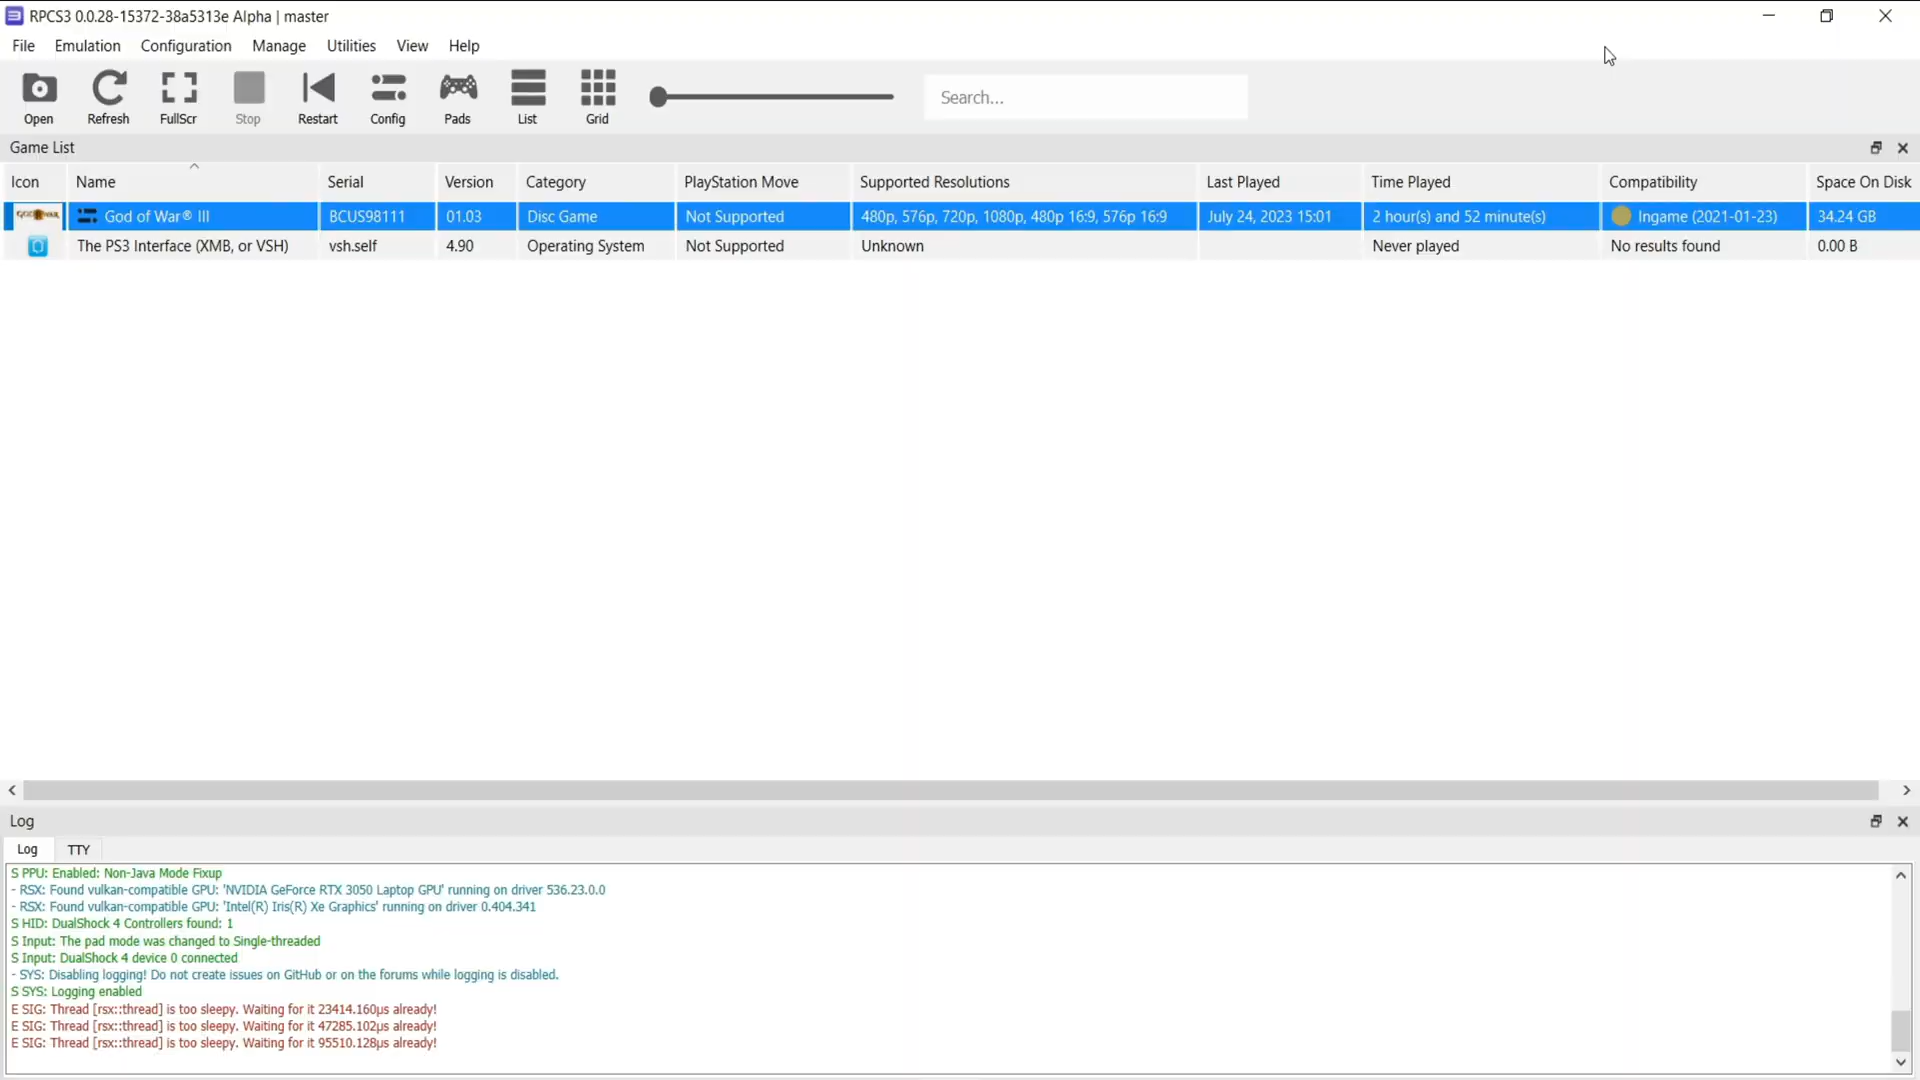 RPCS3 0.0.28-15372-38a5313e Alpha | master
File Emulation Configuration Manage Utilities View Help
Open Refresh FullScr Stop Restart Config Pads List Grid Search...
Game List
Icon Name Serial Version Category PlayStation Move Supported Resolutions Last Played Time Played Compatibility Space On Disk
GOD OF WAR God of War® III BCUS98111 01.03 Disc Game Not Supported 480p, 576p, 720p, 1080p, 480p 16:9, 576p 16:9 July 24, 2023 15:01 2 hour(s) and 52 minute(s) Ingame (2021-01-23) 34.24 GB
The PS3 Interface (XMB, or VSH) vsh.self 4.90 Operating System Not Supported Unknown Never played No results found 0.00 B
Log
Log TTY
S PPU: Enabled: Non-Java Mode Fixup
- RSX: Found vulkan-compatible GPU: 'NVIDIA GeForce RTX 3050 Laptop GPU' running on driver 536.23.0.0
- RSX: Found vulkan-compatible GPU: 'Intel(R) Iris(R) Xe Graphics' running on driver 0.404.341
S HID: DualShock 4 Controllers found: 1
S Input: The pad mode was changed to Single-threaded
S Input: DualShock 4 device 0 connected
- SYS: Disabling logging! Do not create issues on GitHub or on the forums while logging is disabled.
S SYS: Logging enabled
E SIG: Thread [rsx::thread] is too sleepy. Waiting for it 23414.160µs already!
E SIG: Thread [rsx::thread] is too sleepy. Waiting for it 47285.102µs already!
E SIG: Thread [rsx::thread] is too sleepy. Waiting for it 95510.128µs already!